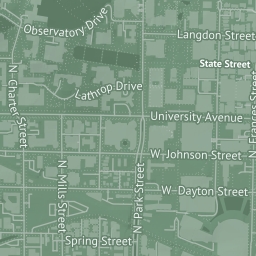 Observatory Drive
Langdon Street
State Street
Lathrop Drive
N Charter Street
University Avenue
N Frances Street
W Johnson Street
N Mills Street
N Park Street
W Dayton Street
Spring Street